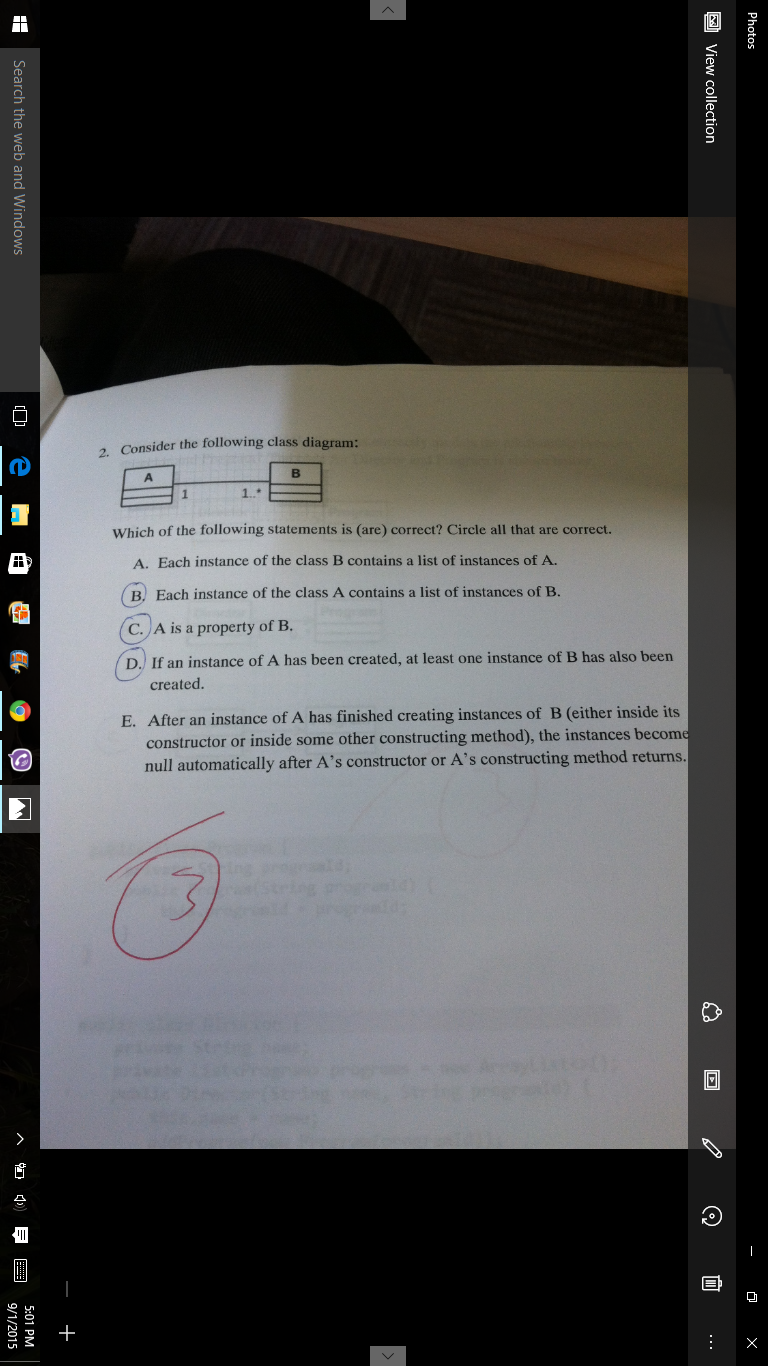 Photos
View collection
2. Consider the following class diagram:
A
B
1
1..*
Which of the following statements is (are) correct? Circle all that are correct.
A. Each instance of the class B contains a list of instances of A.
B. Each instance of the class A contains a list of instances of B.
C. A is a property of B.
D. If an instance of A has been created, at least one instance of B has also been
created.
E. After an instance of A has finished creating instances of B (either inside its
constructor or inside some other constructing method), the instances become
null automatically after A's constructor or A's constructing method returns.
3
Search the web and Windows
5:01 PM
9/1/2015